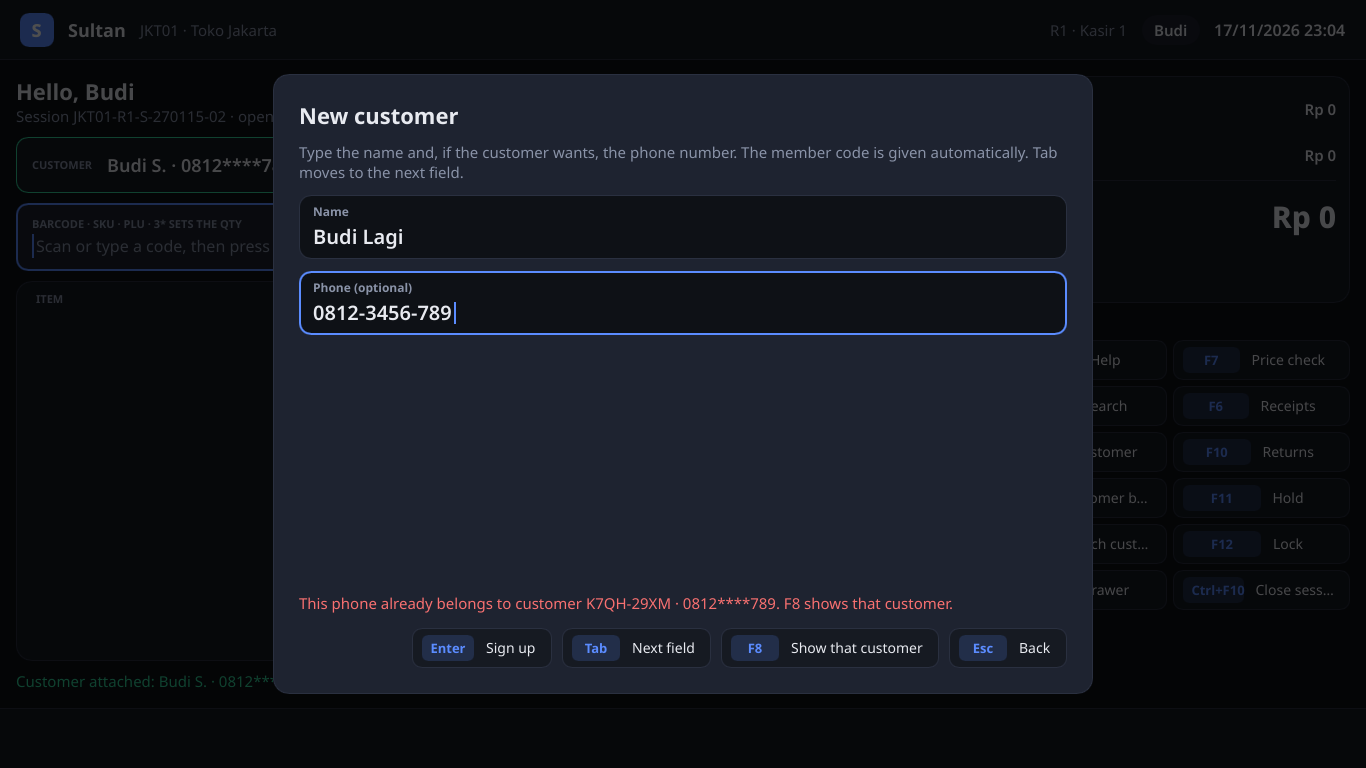 S Sultan JKT01 · Toko Jakarta R1 · Kasir 1 Budi 17/11/2026 23:04
Hello, Budi
Session JKT01-R1-S-270115-02 · open
CUSTOMER Budi S. · 0812****7
BARCODE · SKU · PLU · 3* SETS THE QTY
Scan or type a code, then press
ITEM
Customer attached: Budi S. · 0812***
New customer
Type the name and, if the customer wants, the phone number. The member code is given automatically. Tab
moves to the next field.
Name
Budi Lagi
Phone (optional)
0812-3456-789
This phone already belongs to customer K7QH-29XM · 0812****789. F8 shows that customer.
Enter Sign up Tab Next field F8 Show that customer Esc Back
Rp 0
Rp 0
Rp 0
Help F7 Price check
earch F6 Receipts
stomer F10 Returns
omer b... F11 Hold
ch cust... F12 Lock
rawer Ctrl+F10 Close sess...